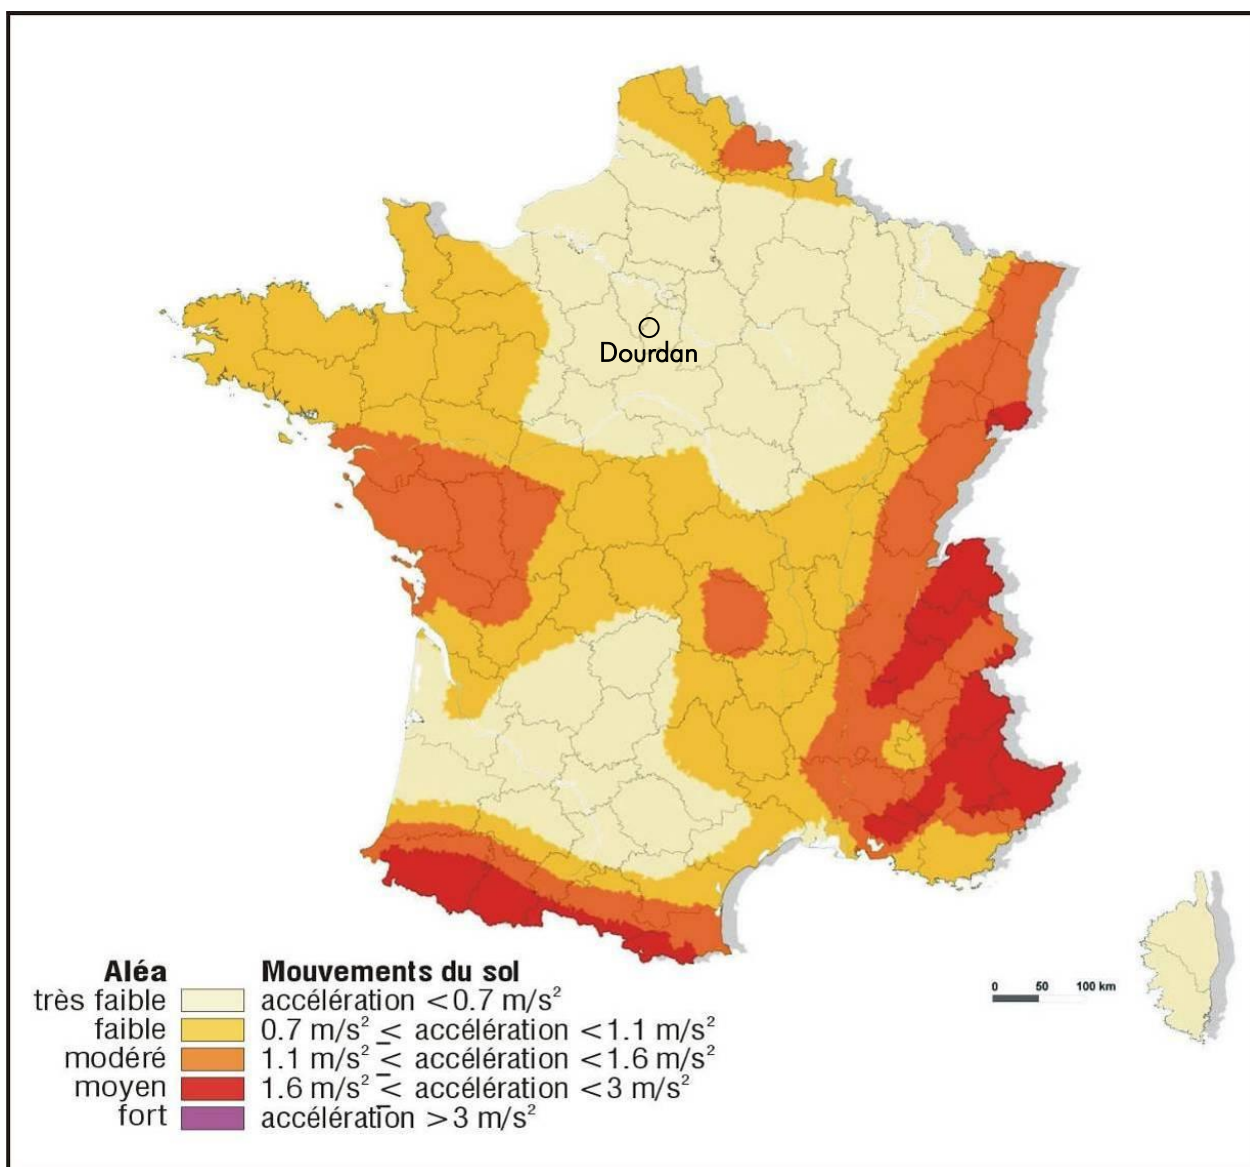 Dourdan
Aléa Mouvements du sol
très faible accélération < 0.7 m/s²
faible 0.7 m/s² ≤ accélération < 1.1 m/s²
modéré 1.1 m/s² ≤ accélération < 1.6 m/s²
moyen 1.6 m/s² ≤ accélération < 3 m/s²
fort accélération > 3 m/s²
0 50 100 km